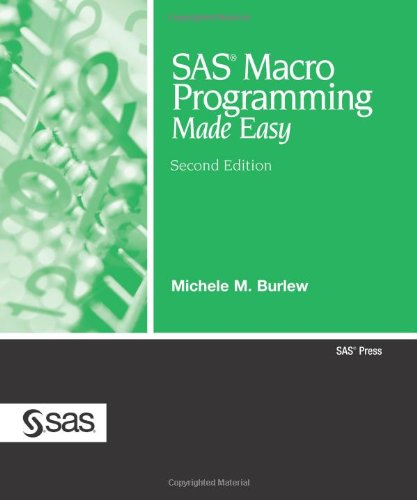 Copyrighted Material
SAS® Macro
Programming
Made Easy
Second Edition
Michele M. Burlew
SAS® Press
sas.
Copyrighted Material